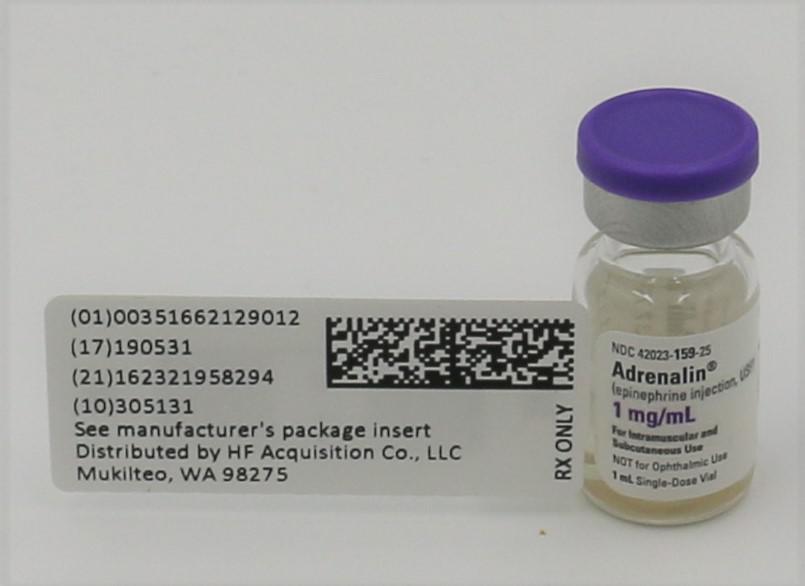 (01)00351662129012
(17)190531
(21)162321958294
(10)305131
See manufacturer's package insert
Distributed by HF Acquisition Co., LLC
Mukilteo, WA 98275
RX ONLY
NDC 42023-159-25
Adrenalin®
(epinephrine injection, USP)
1 mg/mL
For Intramuscular and
Subcutaneous Use
NOT for Ophthalmic Use
1 mL Single-Dose Vial